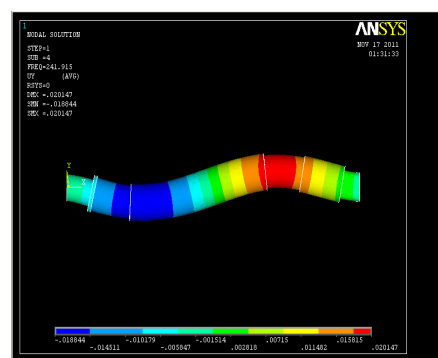 1
NODAL SOLUTION
ANSYS
NOV 17 2011
01:31:33
STEP=1
SUB =4
FREQ=241.915
UY (AVG)
RSYS=0
DMX =.020147
SMN =-.018844
SMX =.020147
-.018844 -.010179 -.001514 .00715 .015815
-.014511 -.005847 .002818 .011482 .020147